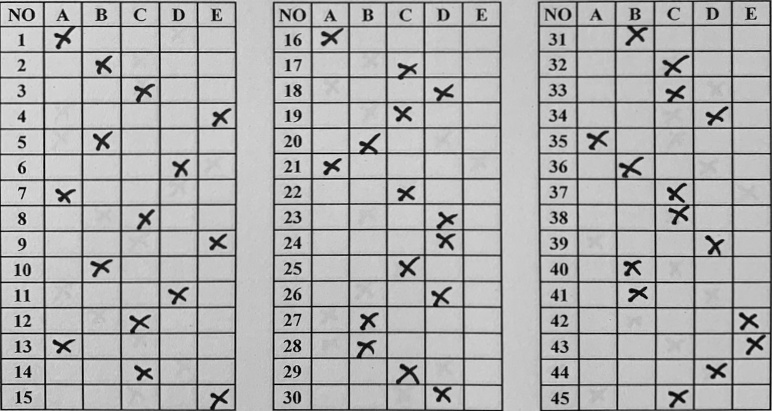 NO A B C D E NO A B C D E NO A B C D E
1 X 16 X 31 X
2 X 17 X 32 X
3 X 18 X 33 X
4 X 19 X 34 X
5 X 20 X 35 X
6 X 21 X 36 X
7 X 22 X 37 X
8 X 23 X 38 X
9 X 24 X 39 X
10 X 25 X 40 X
11 X 26 X 41 X
12 X 27 X 42 X
13 X 28 X 43 X
14 X 29 X 44 X
15 X 30 X 45 X